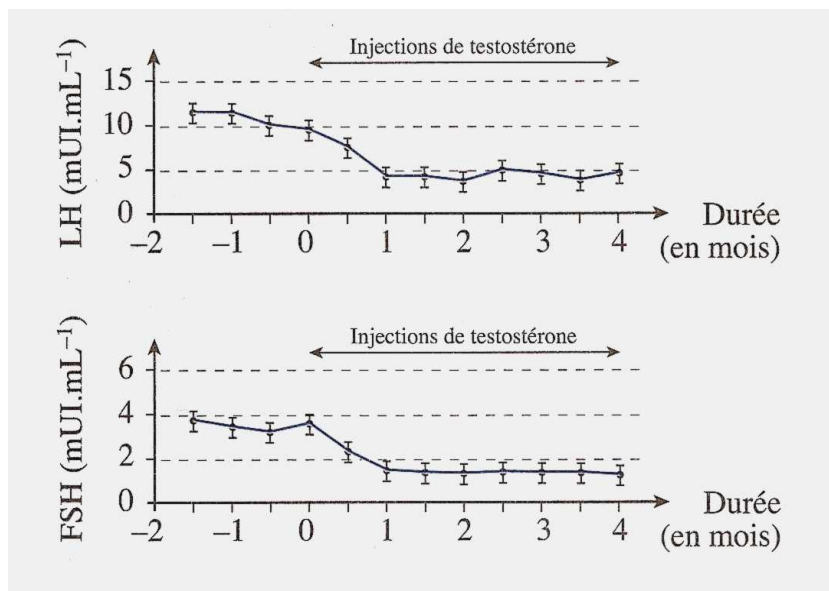 Injections de testostérone
LH (mUI.mL⁻¹)
15
10
5
0
–2 –1 0 1 2 3 4
Durée
(en mois)
Injections de testostérone
FSH (mUI.mL⁻¹)
6
4
2
0
–2 –1 0 1 2 3 4
Durée
(en mois)